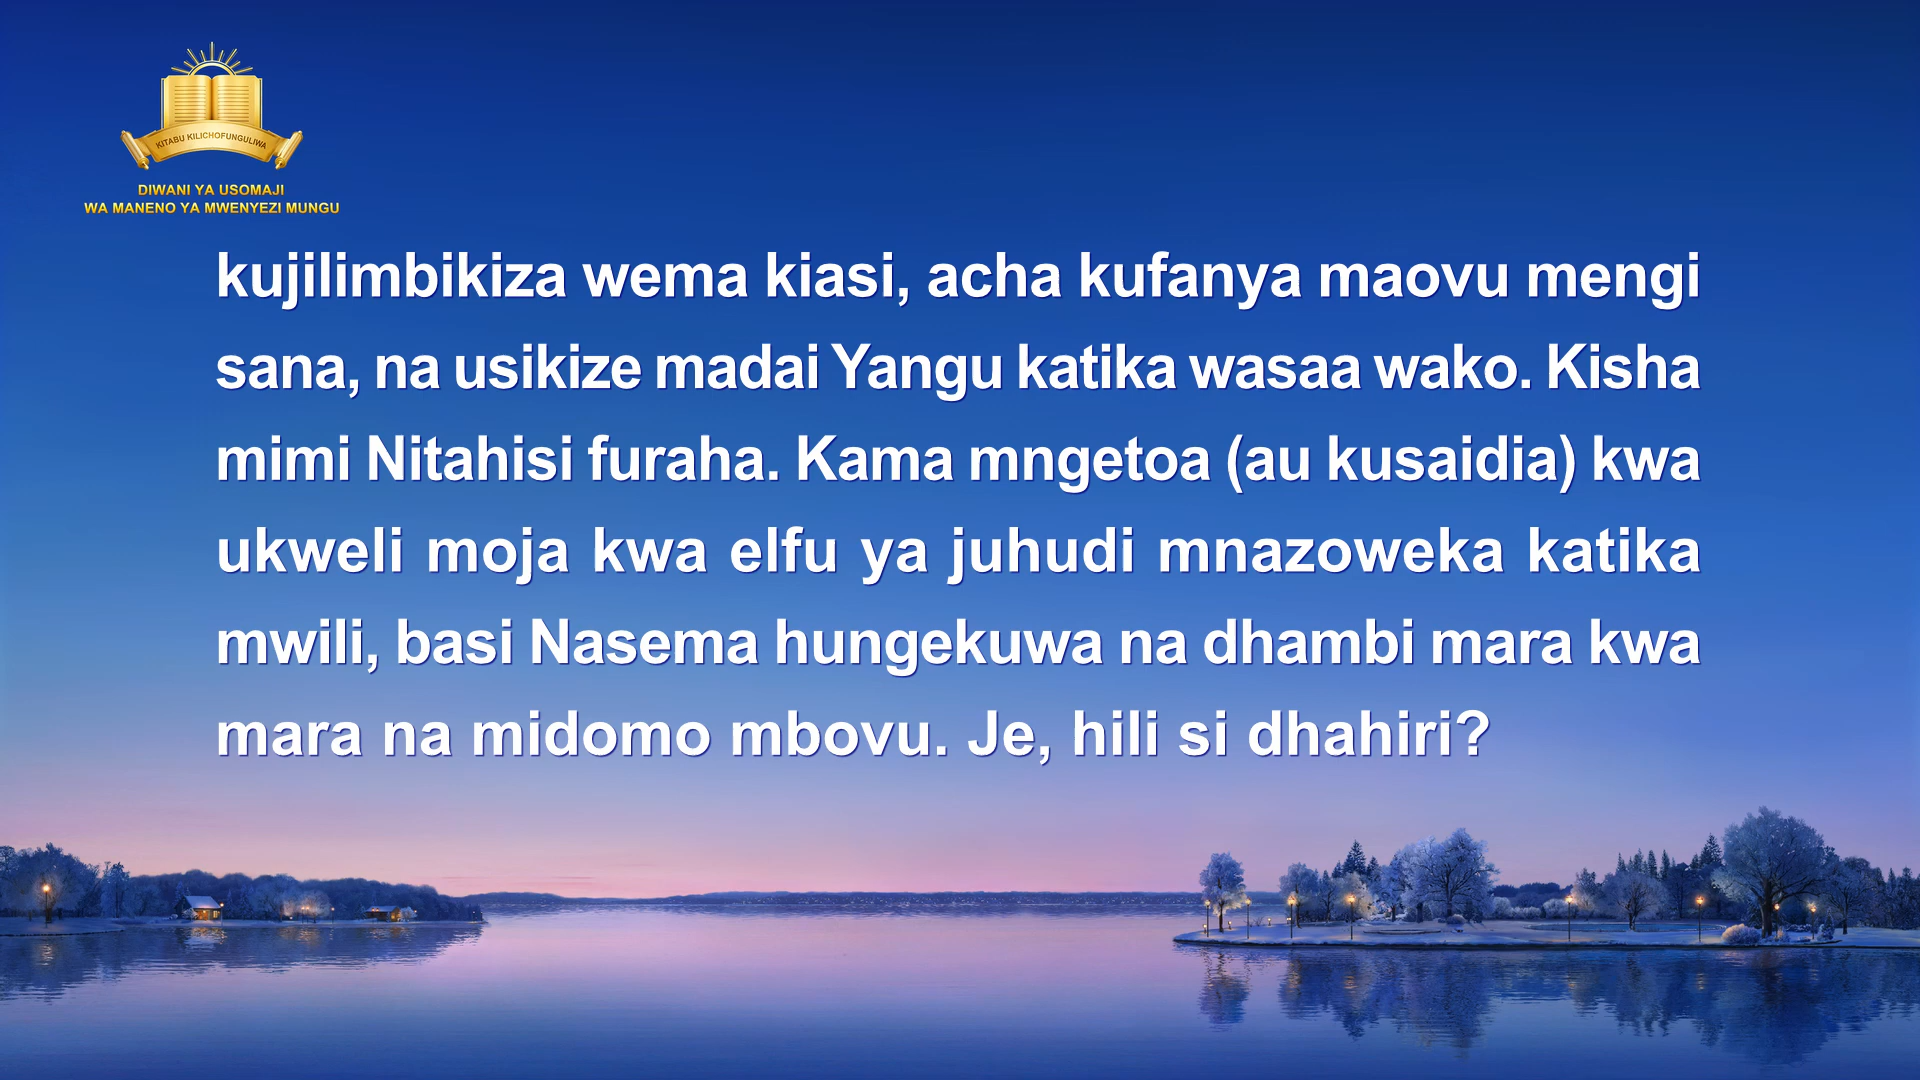 KITABU KILICHOFUNGULIWA
DIWANI YA USOMAJI
WA MANENO YA MWENYEZI MUNGU
kujilimbikiza wema kiasi, acha kufanya maovu mengi
sana, na usikize madai Yangu katika wasaa wako. Kisha
mimi Nitahisi furaha. Kama mngetoa (au kusaidia) kwa
ukweli moja kwa elfu ya juhudi mnazoweka katika
mwili, basi Nasema hungekuwa na dhambi mara kwa
mara na midomo mbovu. Je, hili si dhahiri?